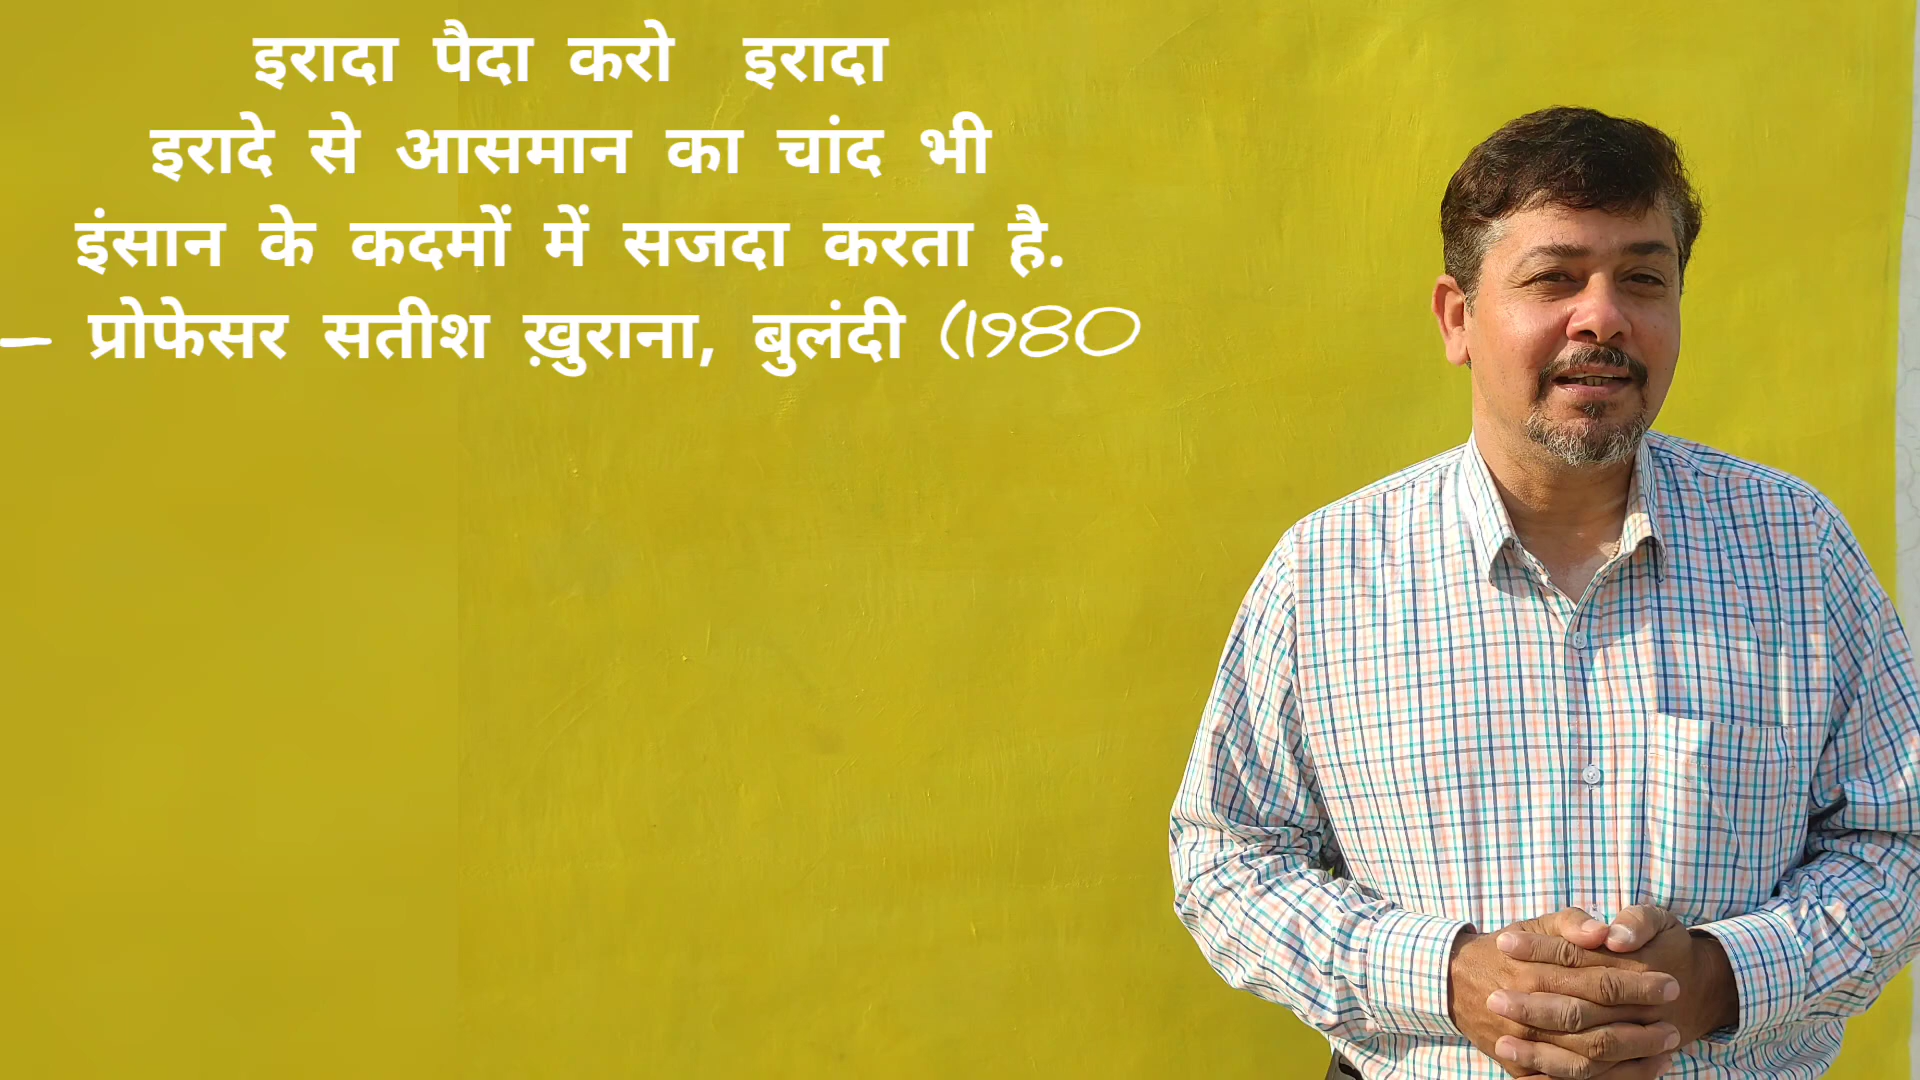 इरादा पैदा करो इरादा
इरादे से आसमान का चांद भी
इंसान के कदमों में सजदा करता है.
– प्रोफेसर सतीश ख़ुराना, बुलंदी (1980